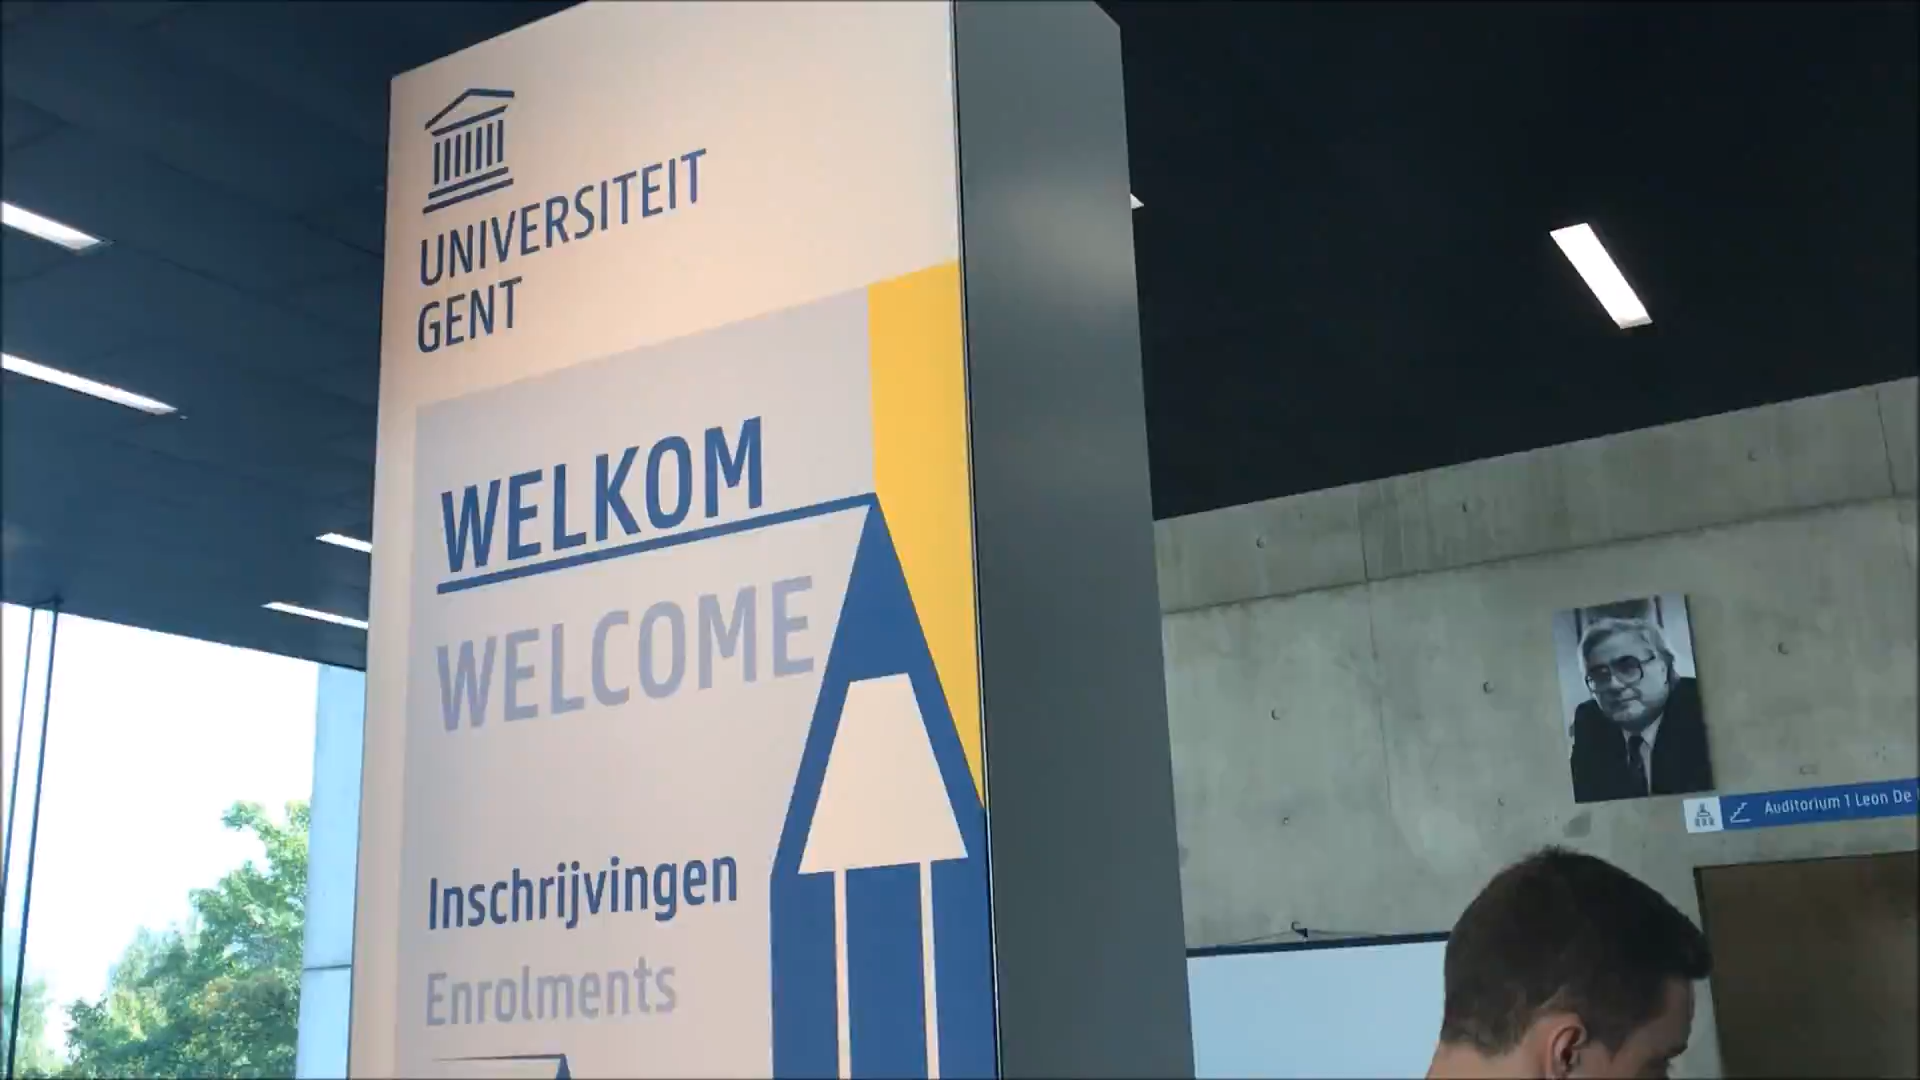 UNIVERSITEIT
GENT
WELKOM
WELCOME
Inschrijvingen
Enrolments
Auditorium 1 Leon De